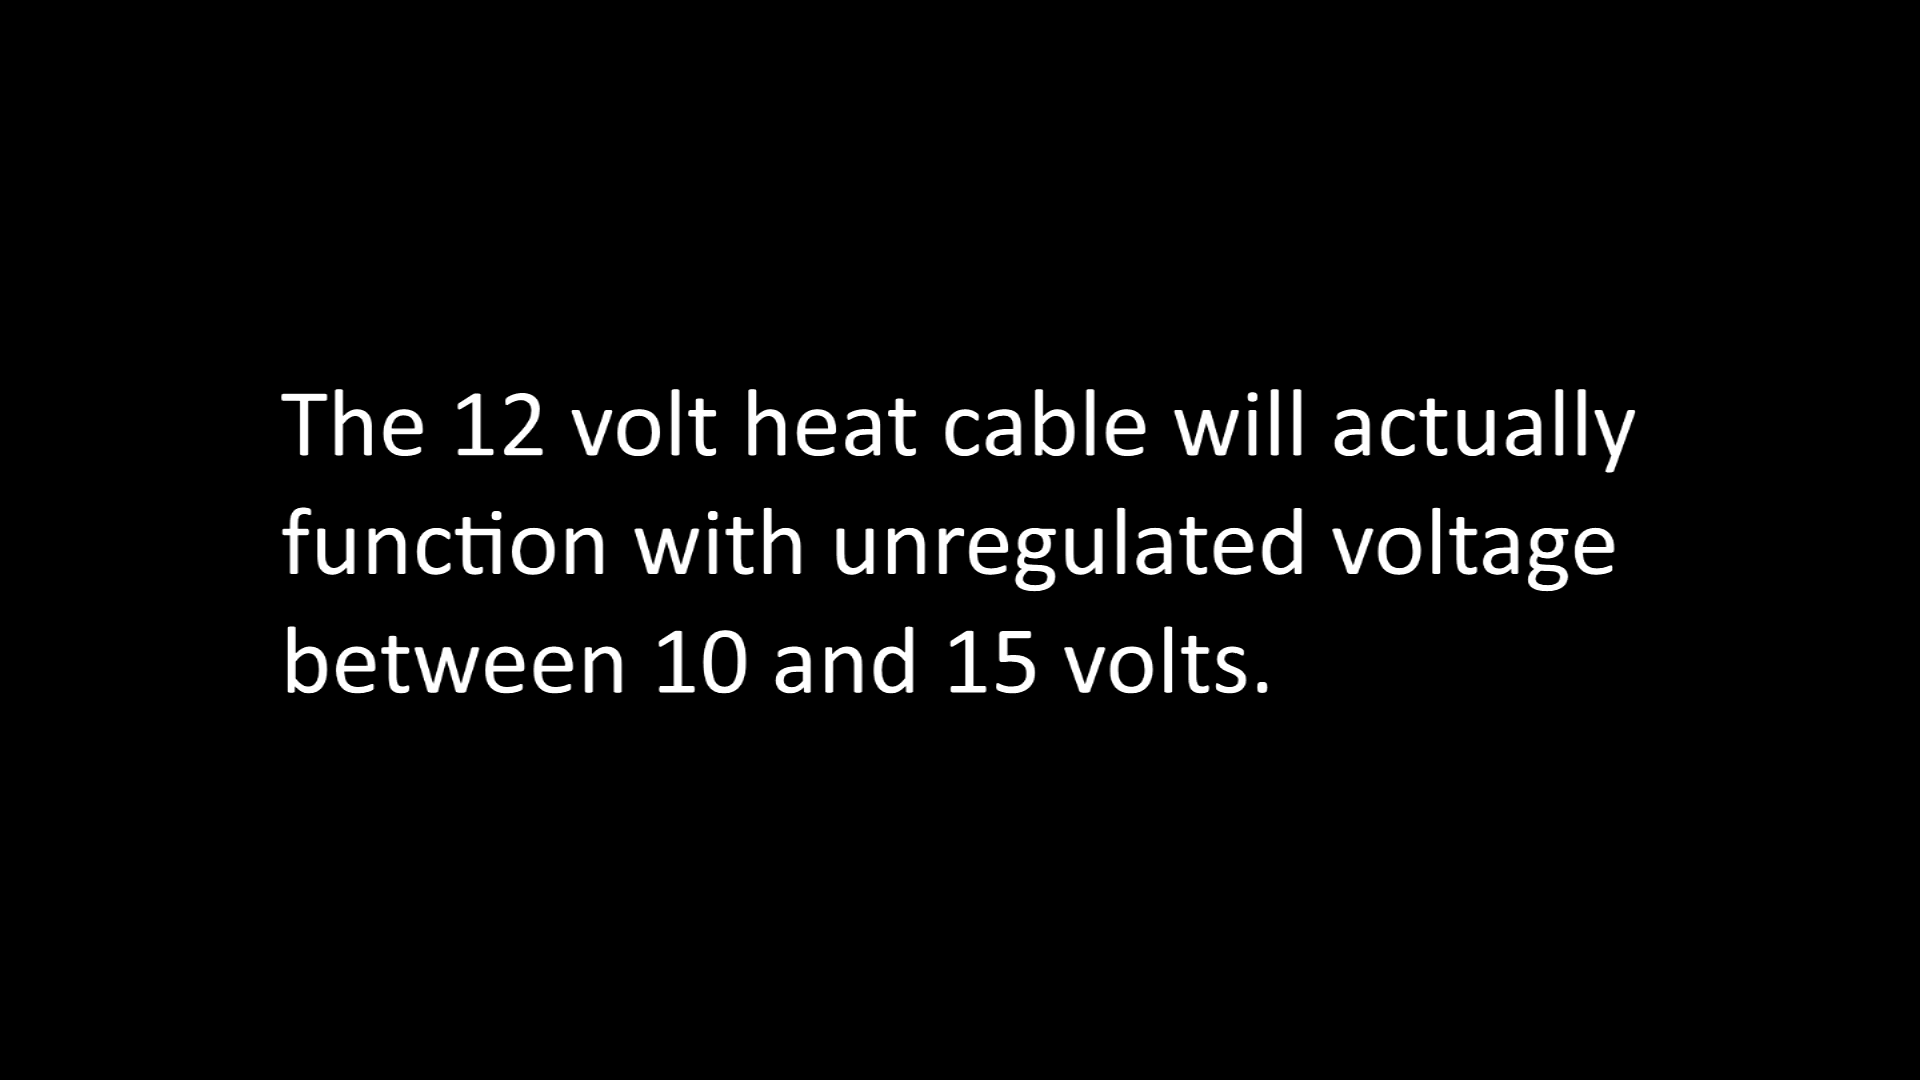 The 12 volt heat cable will actually
function with unregulated voltage
between 10 and 15 volts.